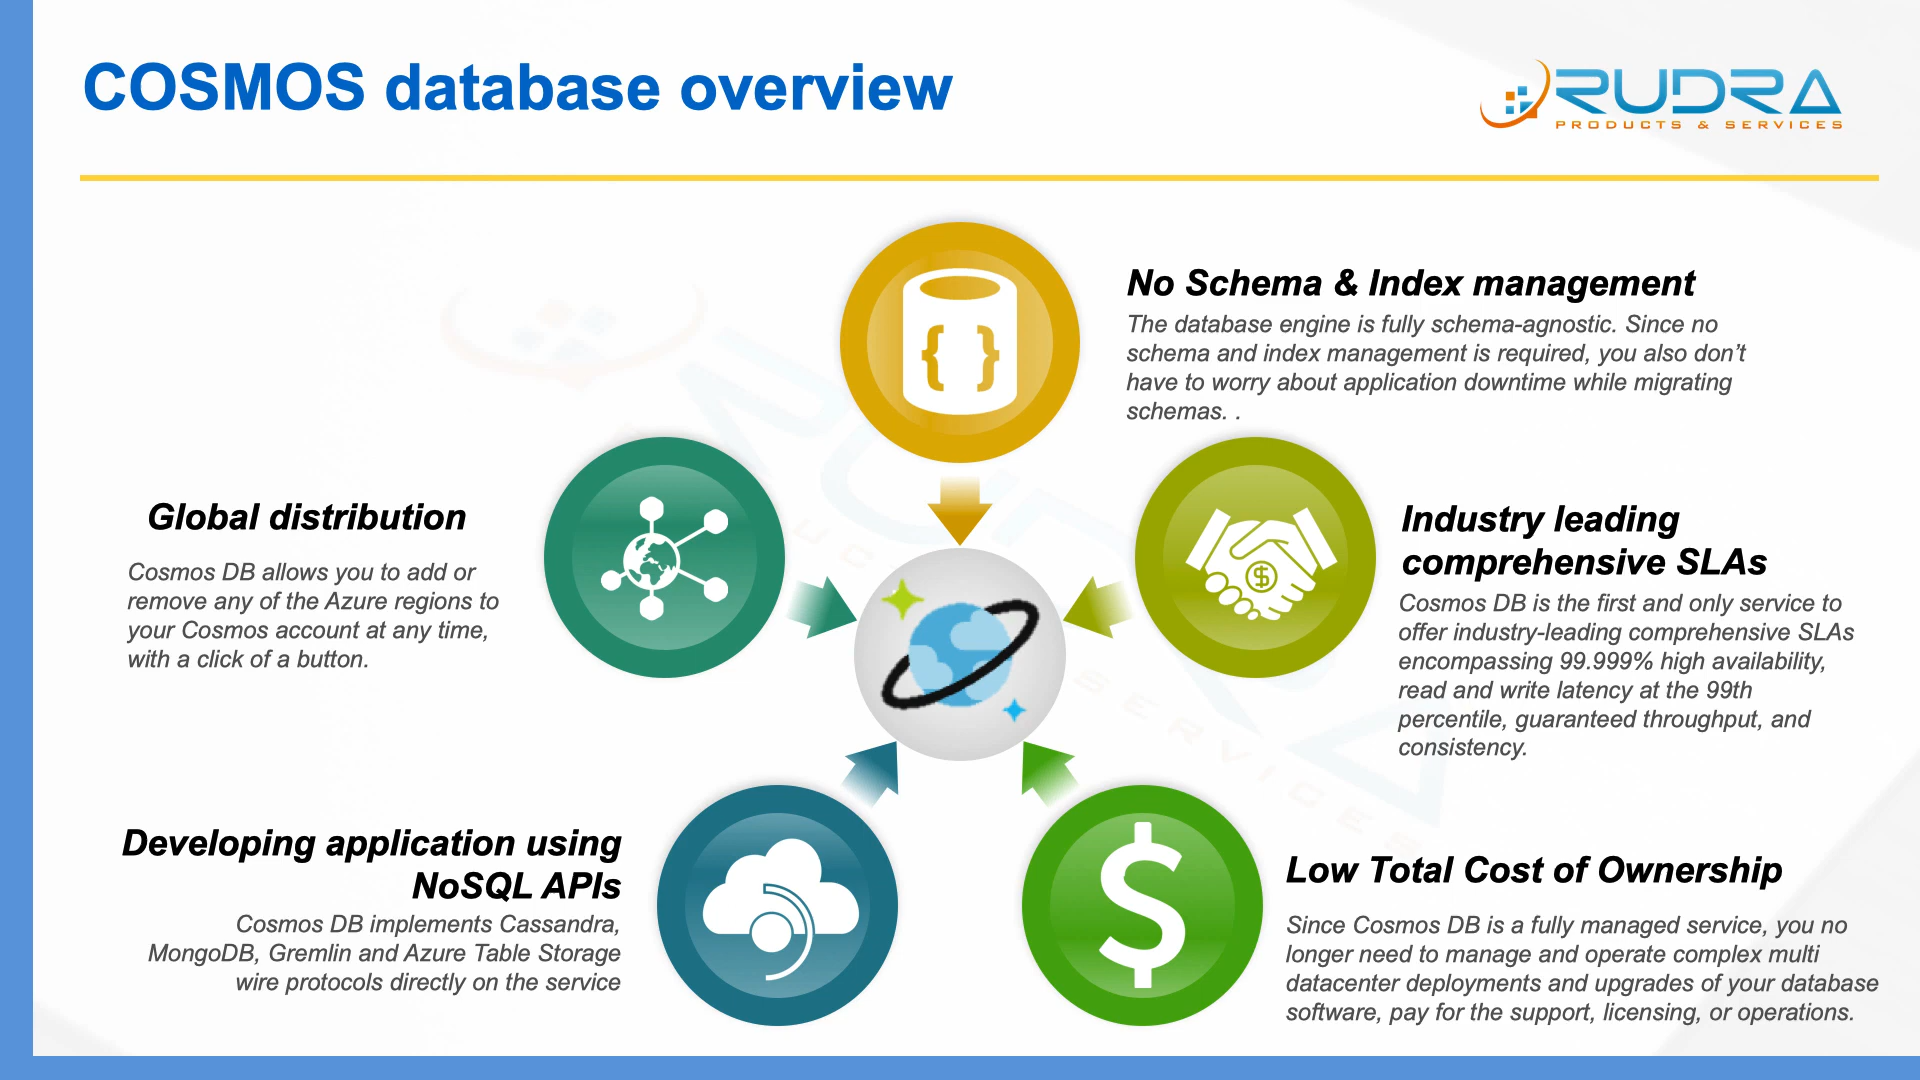 COSMOS database overview
RUDRA
PRODUCTS & SERVICES
No Schema & Index management
The database engine is fully schema-agnostic. Since no
schema and index management is required, you also don’t
have to worry about application downtime while migrating
schemas. .
Global distribution
Cosmos DB allows you to add or
remove any of the Azure regions to
your Cosmos account at any time,
with a click of a button.
Industry leading
comprehensive SLAs
Cosmos DB is the first and only service to
offer industry-leading comprehensive SLAs
encompassing 99.999% high availability,
read and write latency at the 99th
percentile, guaranteed throughput, and
consistency.
Developing application using
NoSQL APIs
Cosmos DB implements Cassandra,
MongoDB, Gremlin and Azure Table Storage
wire protocols directly on the service
Low Total Cost of Ownership
Since Cosmos DB is a fully managed service, you no
longer need to manage and operate complex multi
datacenter deployments and upgrades of your database
software, pay for the support, licensing, or operations.